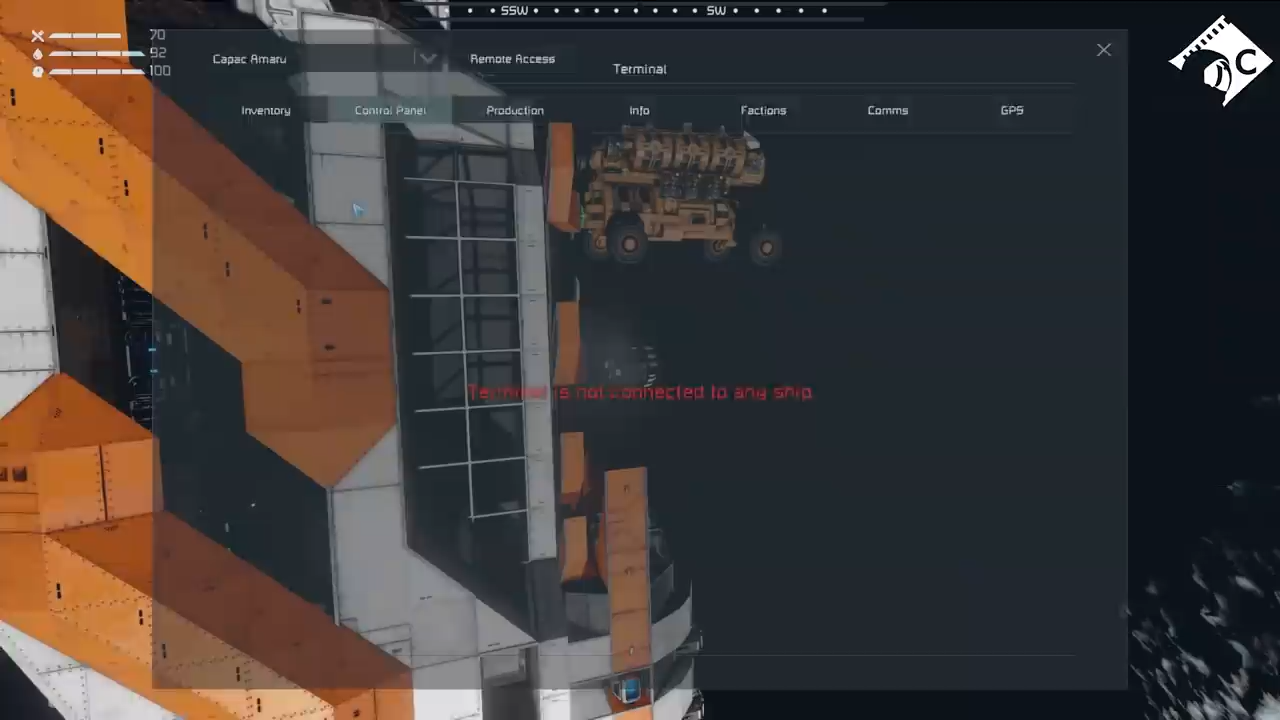 SSW SW
70
92
100
C
Capac Amaru Remote Access
Terminal
Inventory Control Panel Production Info Factions Comms GPS
Terminal is not connected to any ship